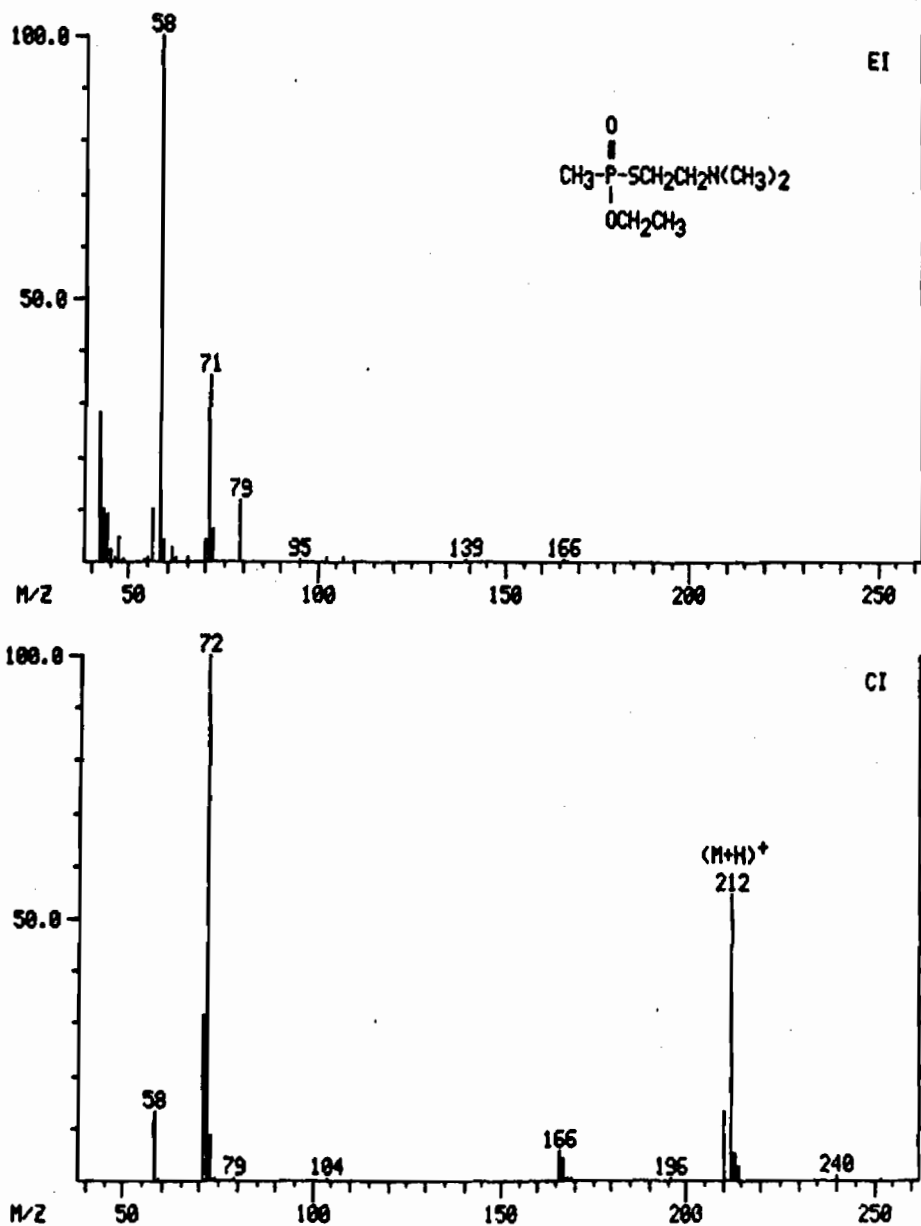 58
100.0
EI
O
CH3-P-SCH2CH2N(CH3)2
OCH2CH3
50.0
71
79
95 139 166
M/Z 50 100 150 200 250
72
100.0
CI
(M+H)+
212
50.0
58
166
79 104 196 240
M/Z 50 100 150 200 250